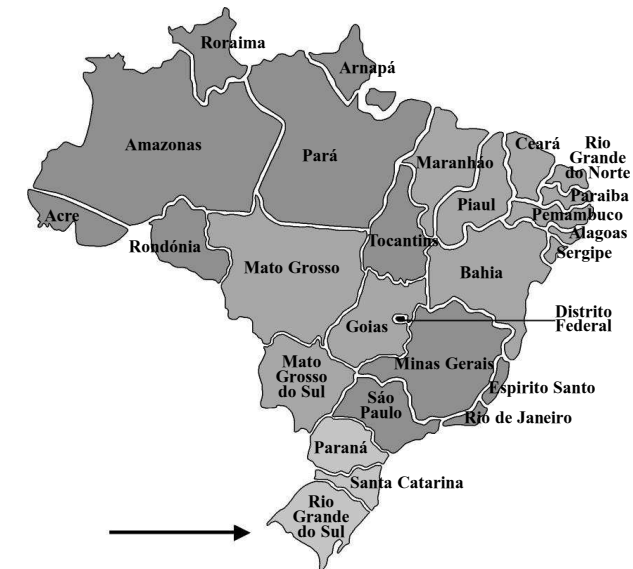 Roraima
Arnapá
Amazonas
Pará
Maranháo
Ceará
Rio
Grande
do Norte
Paraiba
Piaul
Pemambuco
Acre
Alagoas
Rondónia
Tocantins
Sergipe
Mato Grosso
Bahia
Distrito
Federal
Goias
Minas Gerais
Mato
Grosso
do Sul
Espirito Santo
Sáo
Paulo
Rio de Janeiro
Paraná
Santa Catarina
Rio
Grande
do Sul